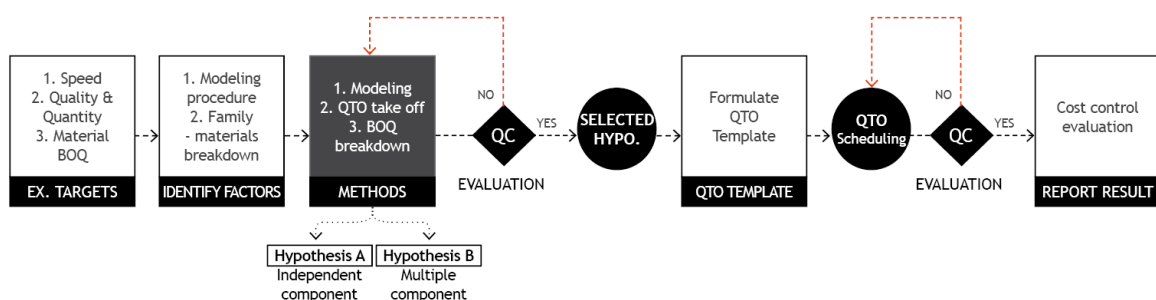 1. Speed
2. Quality &
Quantity
3. Material
BOQ
EX. TARGETS
1. Modeling
procedure
2. Family
- materials
breakdown
IDENTIFY FACTORS
1. Modeling
2. QTO take off
3. BOQ
breakdown
METHODS
Hypothesis A
Independent
component
Hypothesis B
Multiple
component
NO
QC
YES
EVALUATION
SELECTED
HYPO.
Formulate
QTO
Template
QTO TEMPLATE
QTO
Scheduling
NO
QC
YES
EVALUATION
Cost control
evaluation
REPORT RESULT